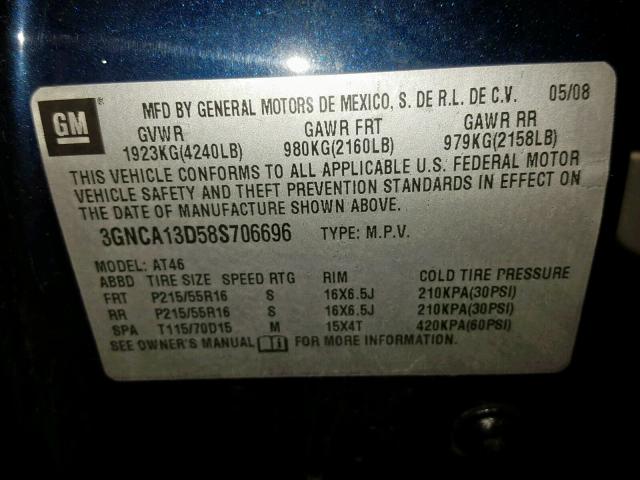 GM
®
MFD BY GENERAL MOTORS DE MEXICO, S. DE R.L. DE C.V. 05/08
GVWR GAWR FRT GAWR RR
1923KG(4240LB) 980KG(2160LB) 979KG(2158LB)
THIS VEHICLE CONFORMS TO ALL APPLICABLE U.S. FEDERAL MOTOR
VEHICLE SAFETY AND THEFT PREVENTION STANDARDS IN EFFECT ON
THE DATE OF MANUFACTURE SHOWN ABOVE.
3GNCA13D58S706696 TYPE: M.P.V.
MODEL: AT46
ABBD TIRE SIZE SPEED RTG RIM COLD TIRE PRESSURE
FRT P215/55R16 S 16X6.5J 210KPA(30PSI)
RR P215/55R16 S 16X6.5J 210KPA(30PSI)
SPA T115/70D15 M 15X4T 420KPA(60PSI)
SEE OWNER'S MANUAL FOR MORE INFORMATION.